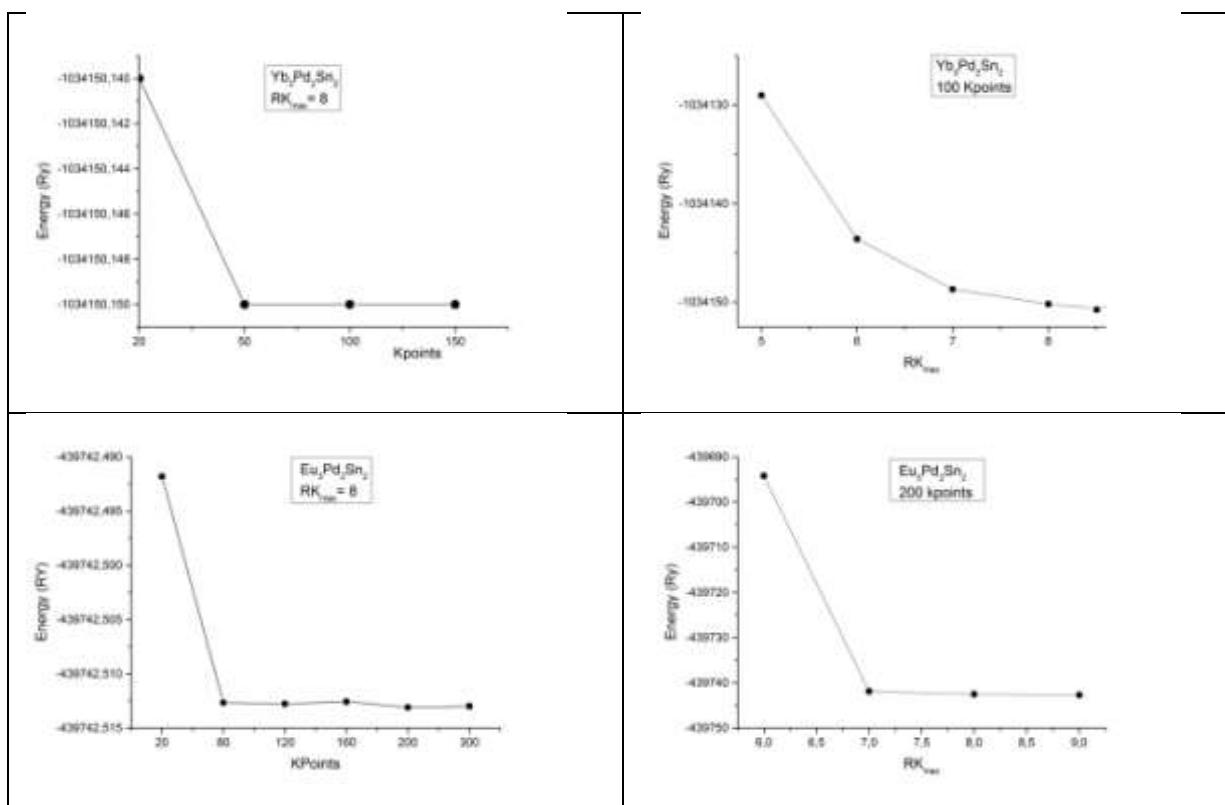 Yb₃Pd₂Sn₂
RKₘₐₓ= 8
-1034150,140
-1034150,142
-1034150,144
-1034150,146
-1034150,148
-1034150,150
Energy (Ry)
20 50 100 150
Kpoints
Yb₃Pd₂Sn₂
100 Kpoints
-1034130
-1034140
-1034150
Energy (Ry)
5 6 7 8
RKₘₐₓ
Eu₃Pd₂Sn₂
RKₘₐₓ= 8
-439742,490
-439742,495
-439742,500
-439742,505
-439742,510
-439742,515
Energy (RY)
20 80 120 160 200 300
KPoints
Eu₃Pd₂Sn₂
200 kpoints
-439690
-439700
-439710
-439720
-439730
-439740
-439750
Energy (Ry)
6,0 6,5 7,0 7,5 8,0 8,5 9,0
RKₘₐₓ